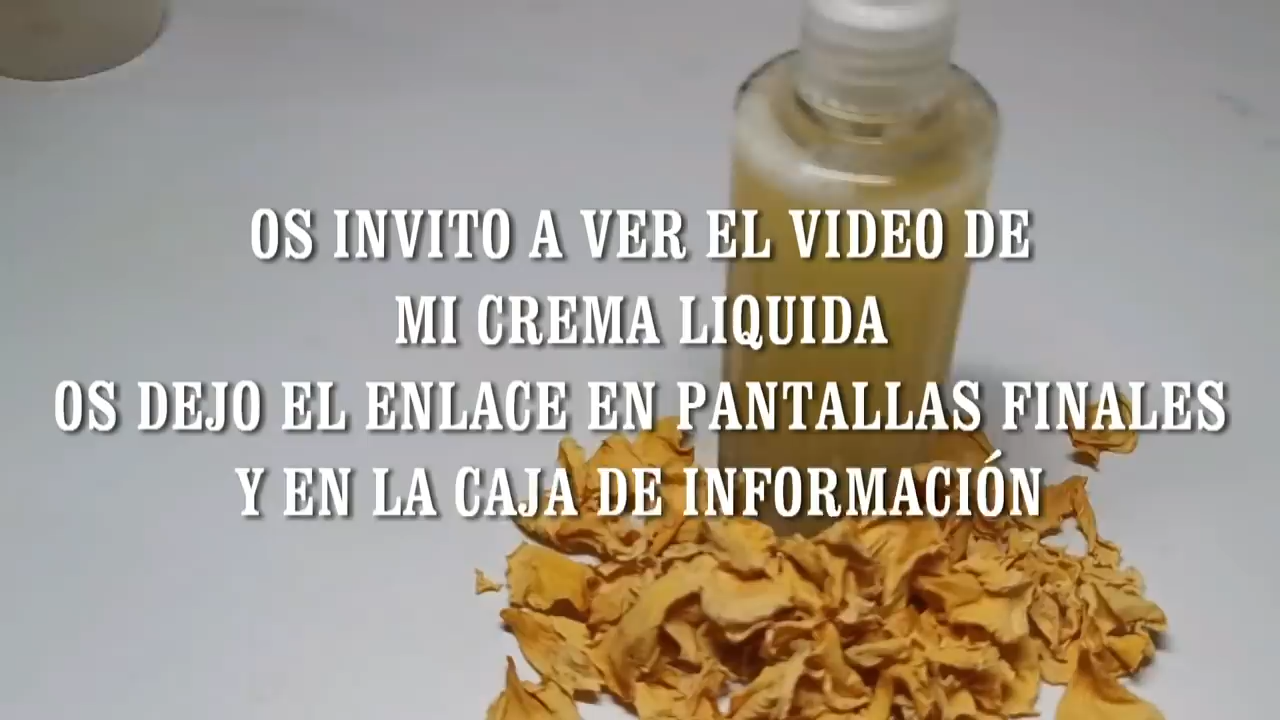 OS INVITO A VER EL VIDEO DE
MI CREMA LIQUIDA
OS DEJO EL ENLACE EN PANTALLAS FINALES
Y EN LA CAJA DE INFORMACIÓN